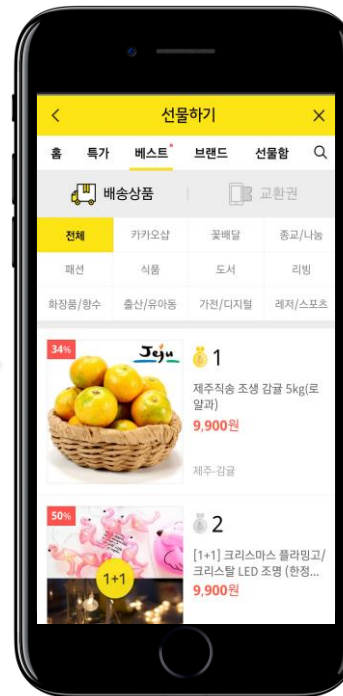 선물하기
홈 특가 베스트 브랜드 선물함
배송상품 교환권
전체 카카오샵 꽃배달 종교/나눔
패션 식품 도서 리빙
화장품/향수 출산/유아동 가전/디지털 레저/스포츠
34%
Jeju
1
제주직송 조생 감귤 5kg(로
얄과)
9,900원
제주-감귤
50%
1+1
2
[1+1] 크리스마스 플라밍고/
크리스탈 LED 조명 (한정...
9,900원